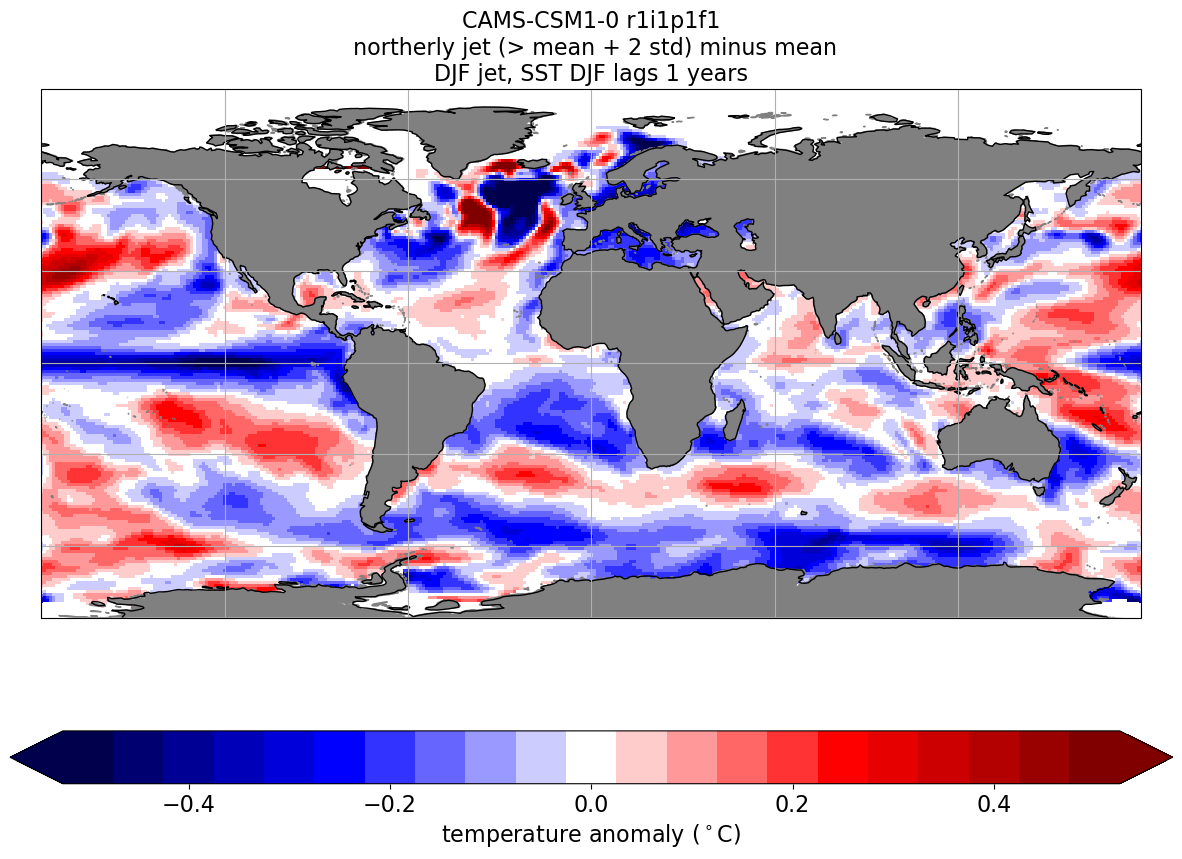 CAMS-CSM1-0 r1i1p1f1
northerly jet (> mean + 2 std) minus mean
DJF jet, SST DJF lags 1 years
−0.4 −0.2 0.0 0.2 0.4
temperature anomaly (°C)